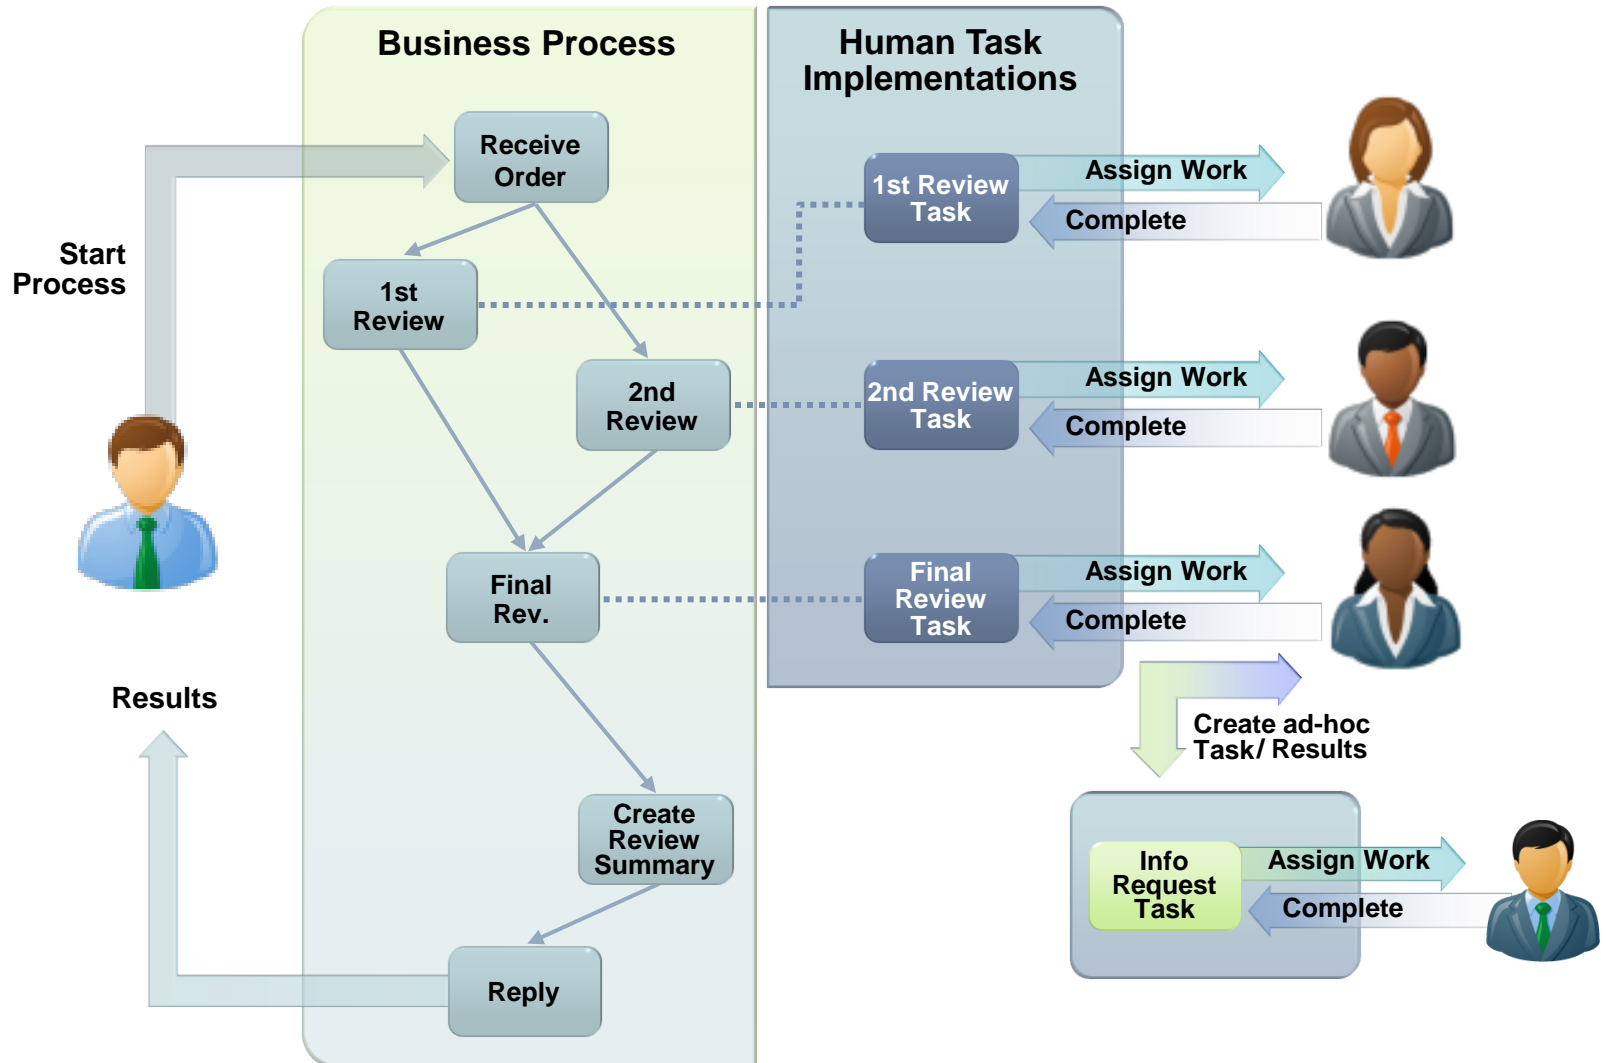 Business Process
Human Task
Implementations
Receive
Order
Start
Process
1st
Review
2nd
Review
Final
Rev.
Create
Review
Summary
Reply
Results
1st Review
Task
Assign Work
Complete
2nd Review
Task
Assign Work
Complete
Final
Review
Task
Assign Work
Complete
Create ad-hoc
Task/ Results
Info
Request
Task
Assign Work
Complete